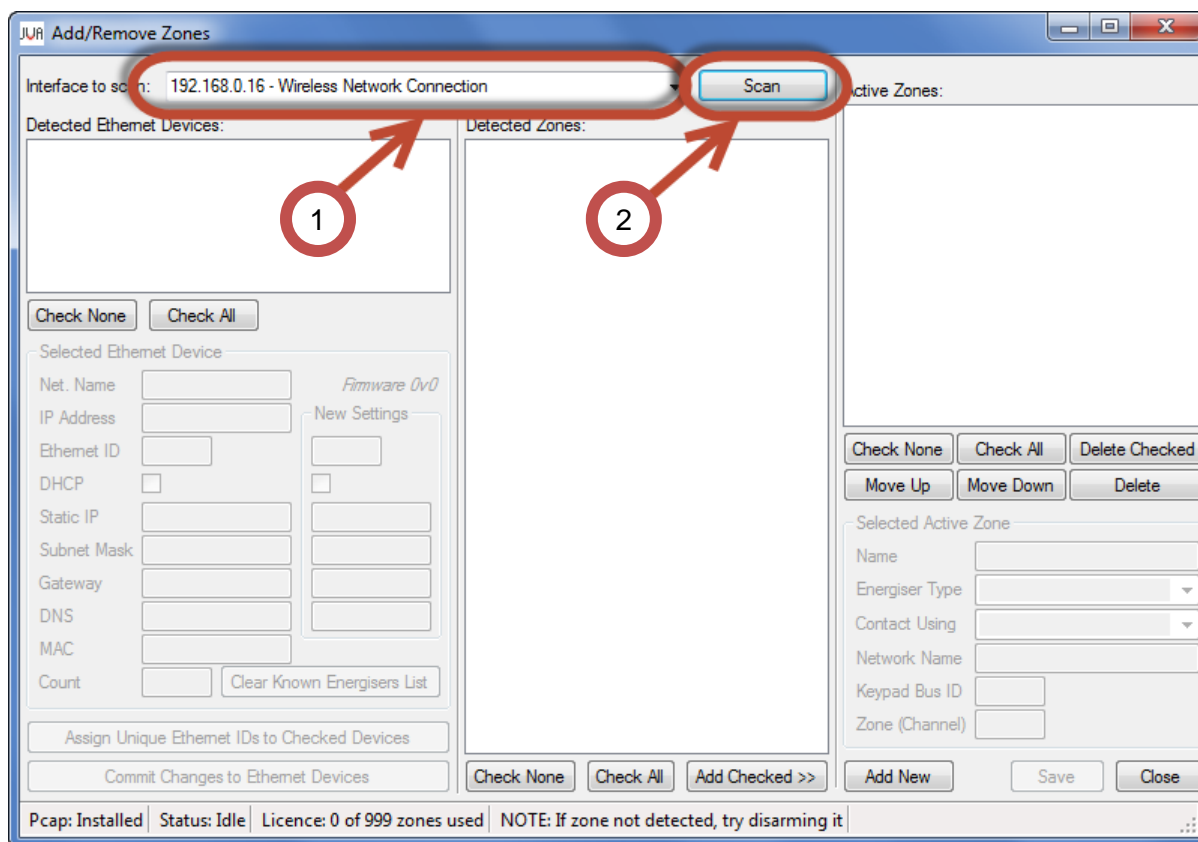 JVA Add/Remove Zones
Interface to scan: 192.168.0.16 - Wireless Network Connection Scan
Active Zones:
Detected Ethernet Devices:
Detected Zones:
1
2
Check None Check All
Selected Ethernet Device
Net. Name Firmware 0v0
IP Address New Settings
Ethernet ID
DHCP
Static IP
Subnet Mask
Gateway
DNS
MAC
Count Clear Known Energisers List
Assign Unique Ethernet IDs to Checked Devices
Commit Changes to Ethernet Devices
Check None Check All Add Checked >>
Check None Check All Delete Checked
Move Up Move Down Delete
Selected Active Zone
Name
Energiser Type
Contact Using
Network Name
Keypad Bus ID
Zone (Channel)
Add New Save Close
Pcap: Installed Status: Idle Licence: 0 of 999 zones used NOTE: If zone not detected, try disarming it